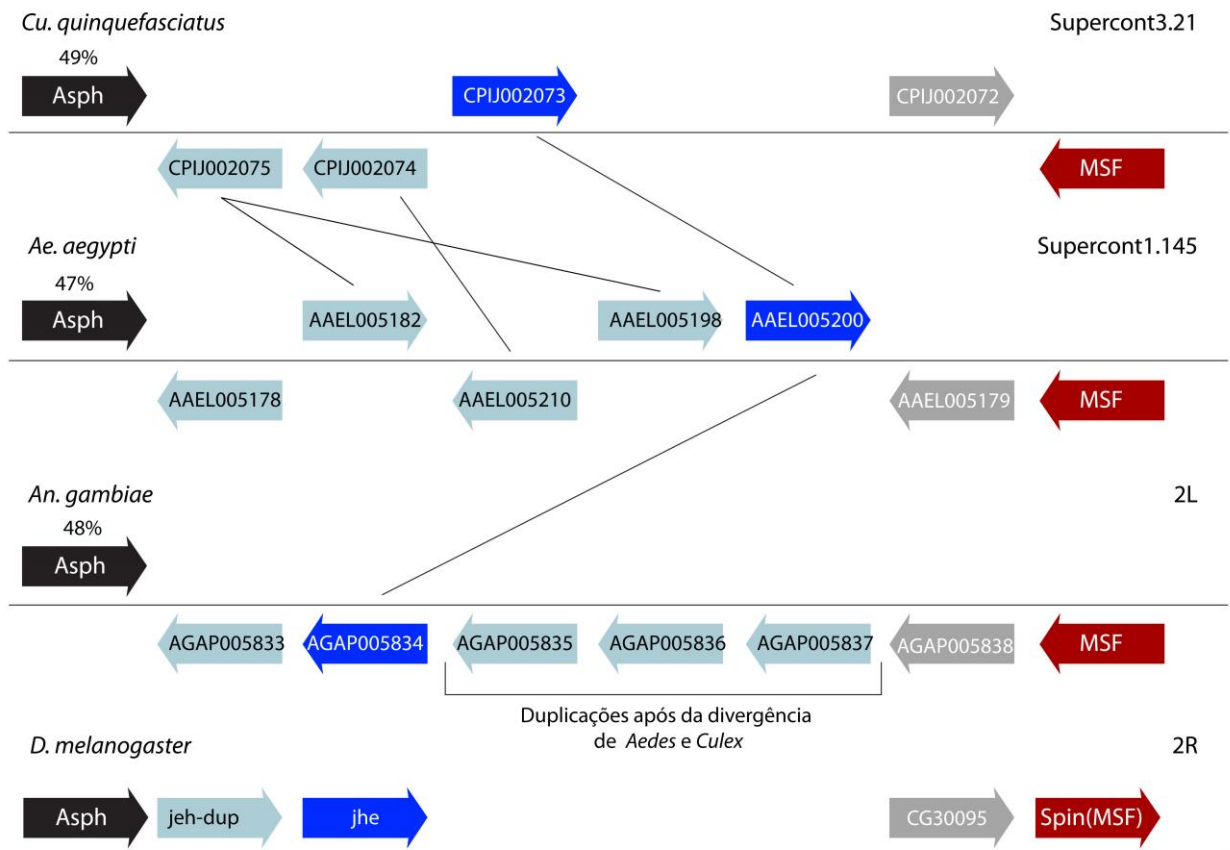 Cu. quinquefasciatus
Supercont3.21
49%
Asph
CPIJ002073
CPIJ002072
CPIJ002075
CPIJ002074
MSF
Ae. aegypti
Supercont1.145
47%
Asph
AAEL005182
AAEL005198
AAEL005200
AAEL005178
AAEL005210
AAEL005179
MSF
An. gambiae
2L
48%
Asph
AGAP005833
AGAP005834
AGAP005835
AGAP005836
AGAP005837
AGAP005838
MSF
Duplicações após da divergência
de Aedes e Culex
D. melanogaster
2R
Asph
jeh-dup
jhe
CG30095
Spin(MSF)